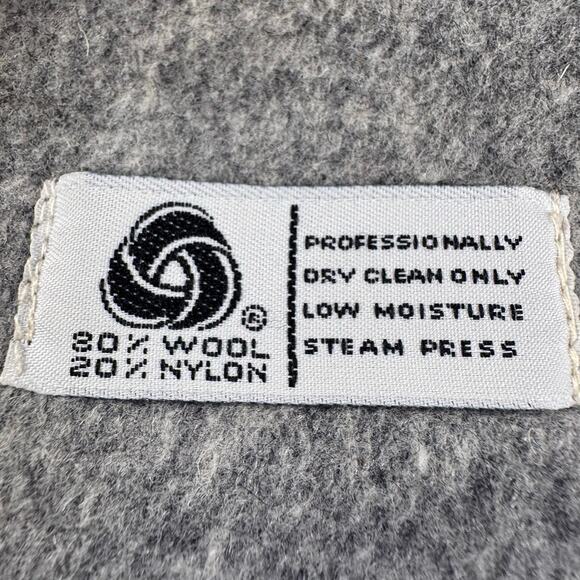 ®
80% WOOL
20% NYLON
PROFESSIONALLY
DRY CLEAN ONLY
LOW MOISTURE
STEAM PRESS